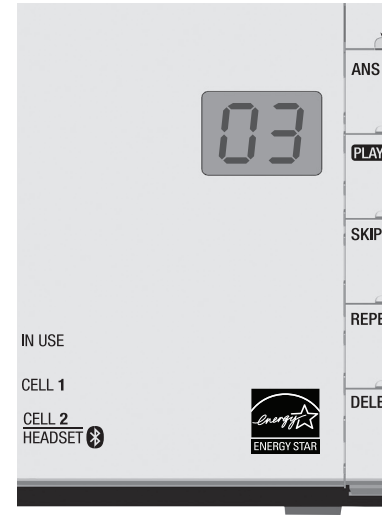 03
ANS
PLAY
SKIP
REPE
DELE
IN USE
CELL 1
CELL 2
HEADSET
energy
ENERGY STAR